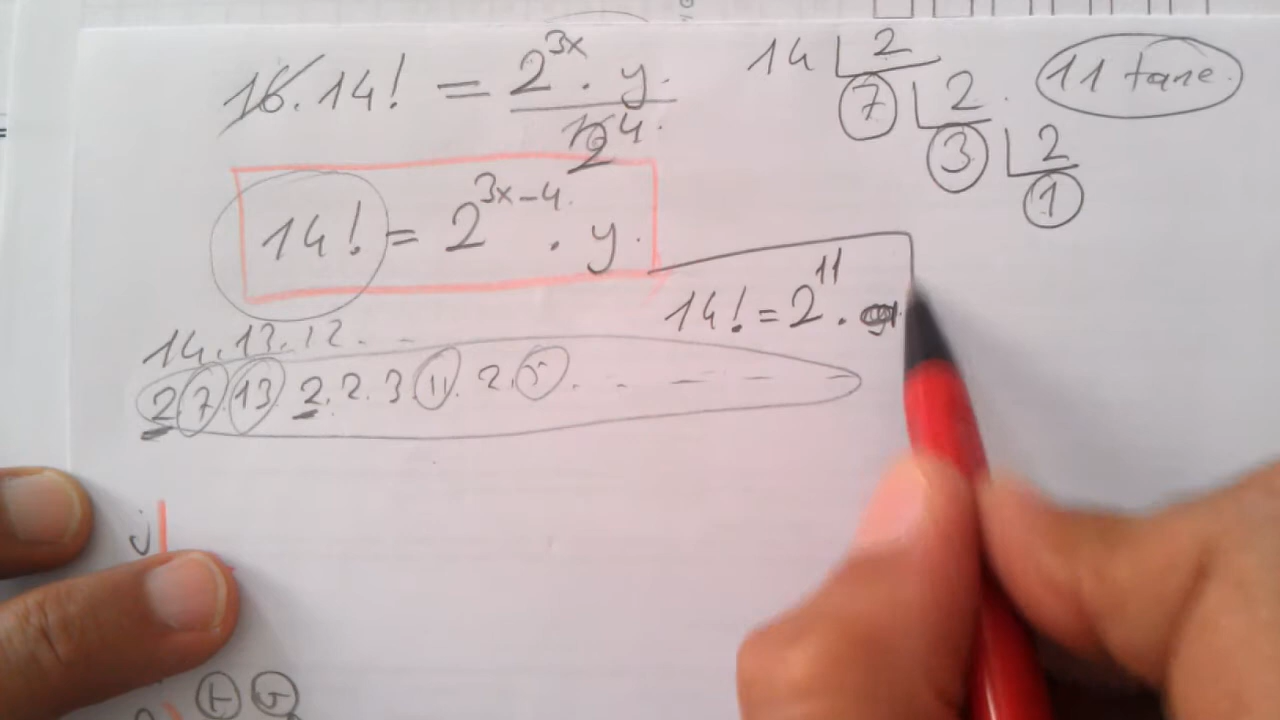 16.14! = 2^3x . y.
2^4.
14! = 2^3x-4 . y.
14.13.12. . .
2 7 13 2.2.3 11 2.5. . . - - -
14 2
7 2
3 2
1
11 tane.
14! = 2^11 .